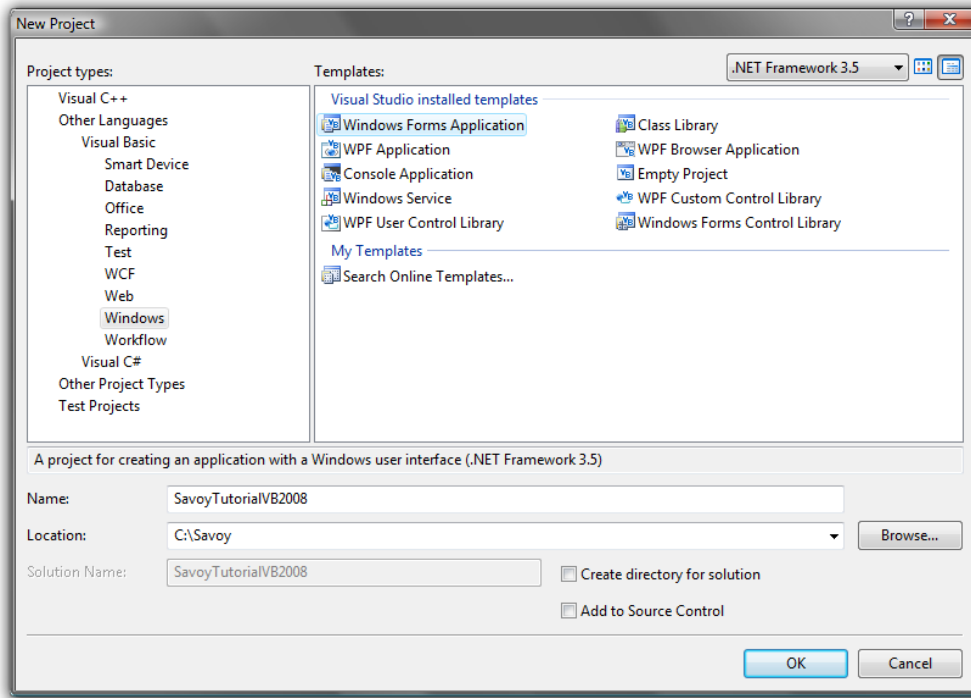 New Project
Project types:
Templates:
.NET Framework 3.5
Visual C++
Other Languages
Visual Basic
Smart Device
Database
Office
Reporting
Test
WCF
Web
Windows
Workflow
Visual C#
Other Project Types
Test Projects
Visual Studio installed templates
Windows Forms Application
Class Library
WPF Application
WPF Browser Application
Console Application
Empty Project
Windows Service
WPF Custom Control Library
WPF User Control Library
Windows Forms Control Library
My Templates
Search Online Templates...
A project for creating an application with a Windows user interface (.NET Framework 3.5)
Name:
SavoyTutorialVB2008
Location:
C:\Savoy
Browse...
Solution Name:
SavoyTutorialVB2008
Create directory for solution
Add to Source Control
OK
Cancel